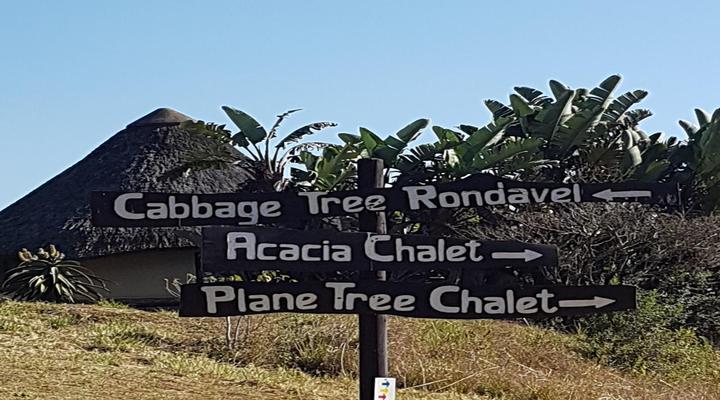 Cabbage Tree Rondavel
Acacia Chalet
Plane Tree Chalet